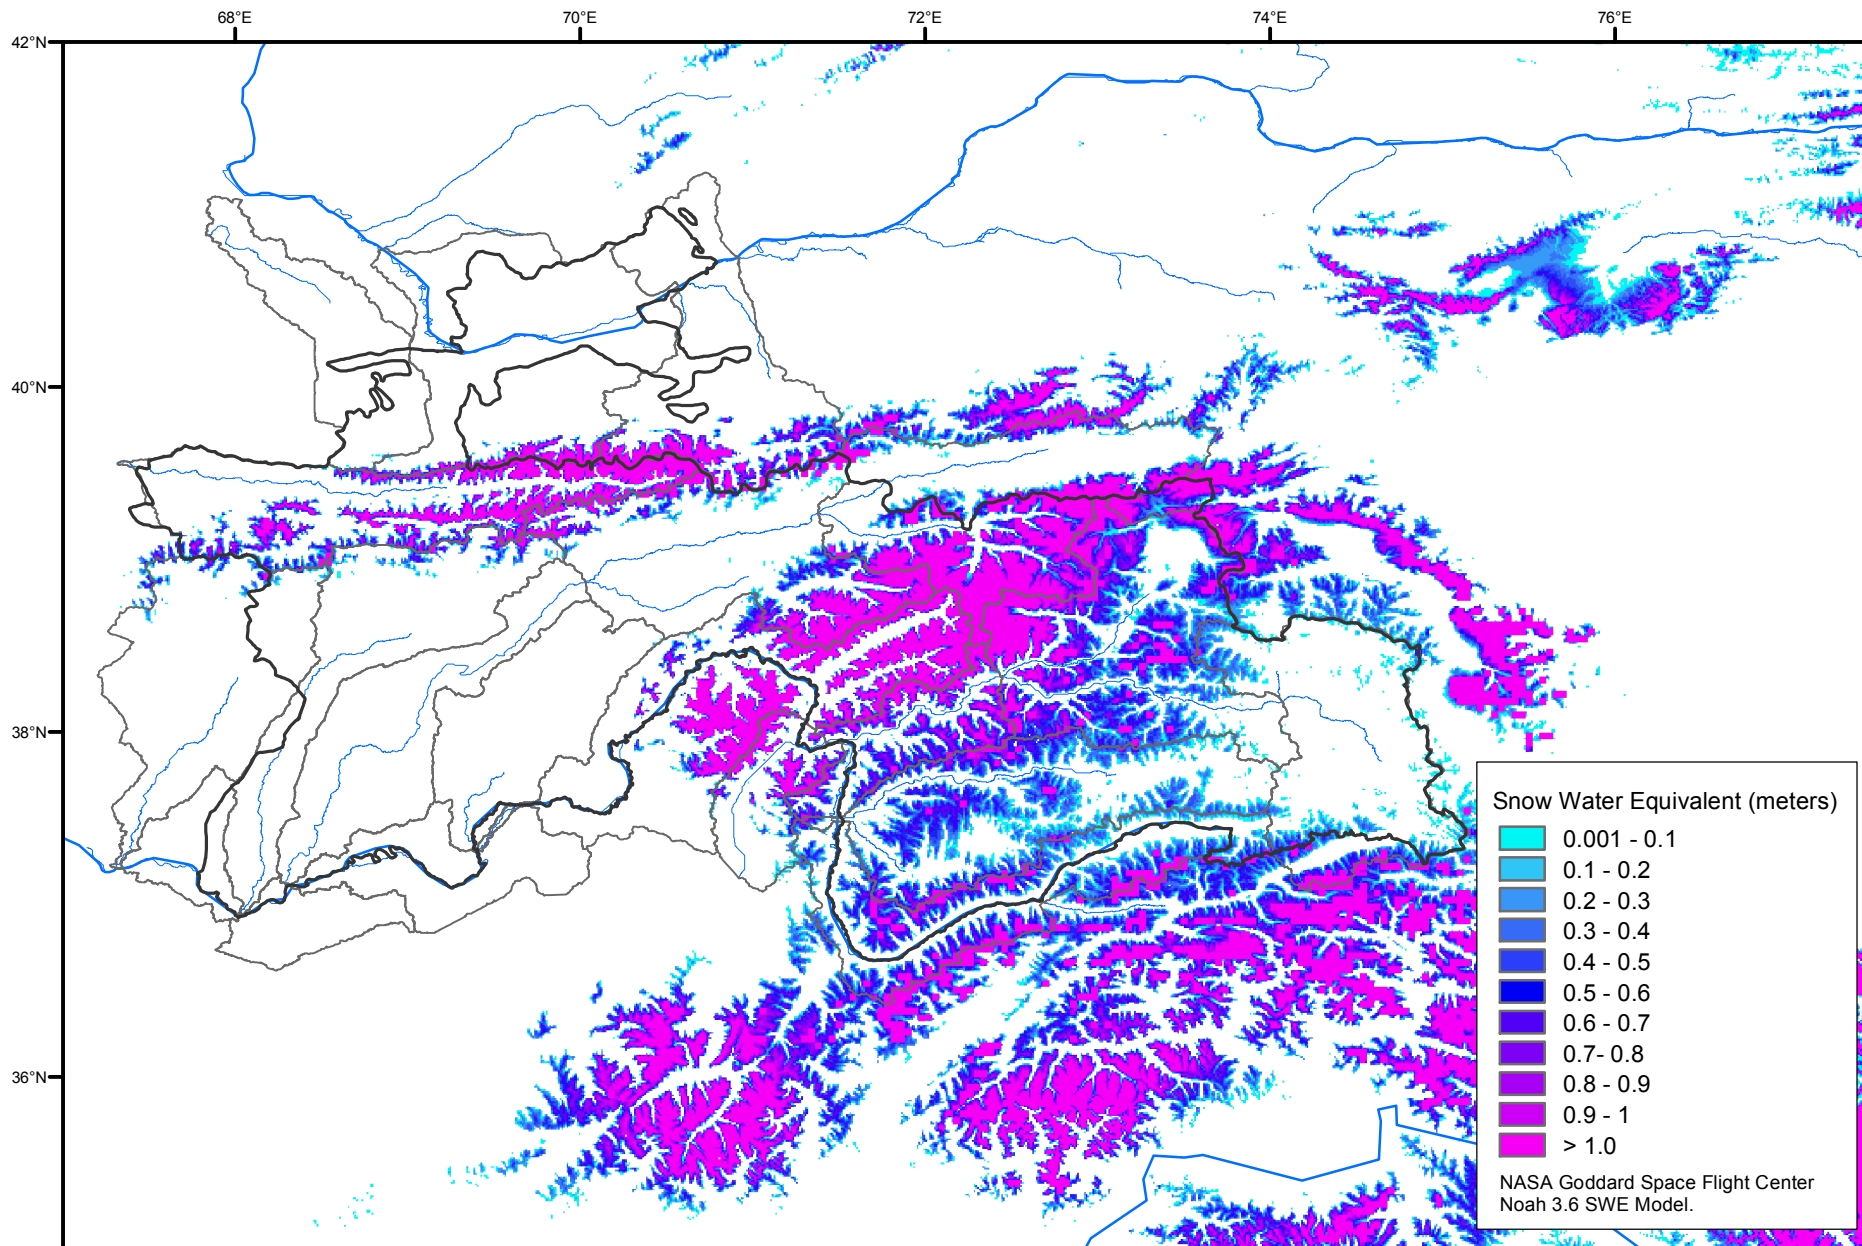 68°E
70°E
72°E
74°E
76°E
42°N
40°N
38°N
36°N
Snow Water Equivalent (meters)
0.001 - 0.1
0.1 - 0.2
0.2 - 0.3
0.3 - 0.4
0.4 - 0.5
0.5 - 0.6
0.6 - 0.7
0.7- 0.8
0.8 - 0.9
0.9 - 1
> 1.0
NASA Goddard Space Flight Center
Noah 3.6 SWE Model.